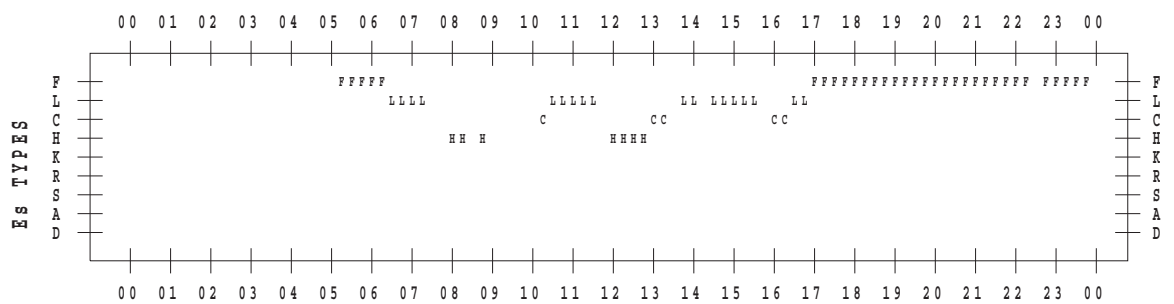 00 01 02 03 04 05 06 07 08 09 10 11 12 13 14 15 16 17 18 19 20 21 22 23 00
F FFFFF FFFFFFFFFFFFFFFFFFFFFF FFFFF F
L LLLL LLLLL LL LLLLL LL L
C C CC CC C
H HH H HHHH H
K K
R R
S S
A A
D D
Es TYPES
00 01 02 03 04 05 06 07 08 09 10 11 12 13 14 15 16 17 18 19 20 21 22 23 00